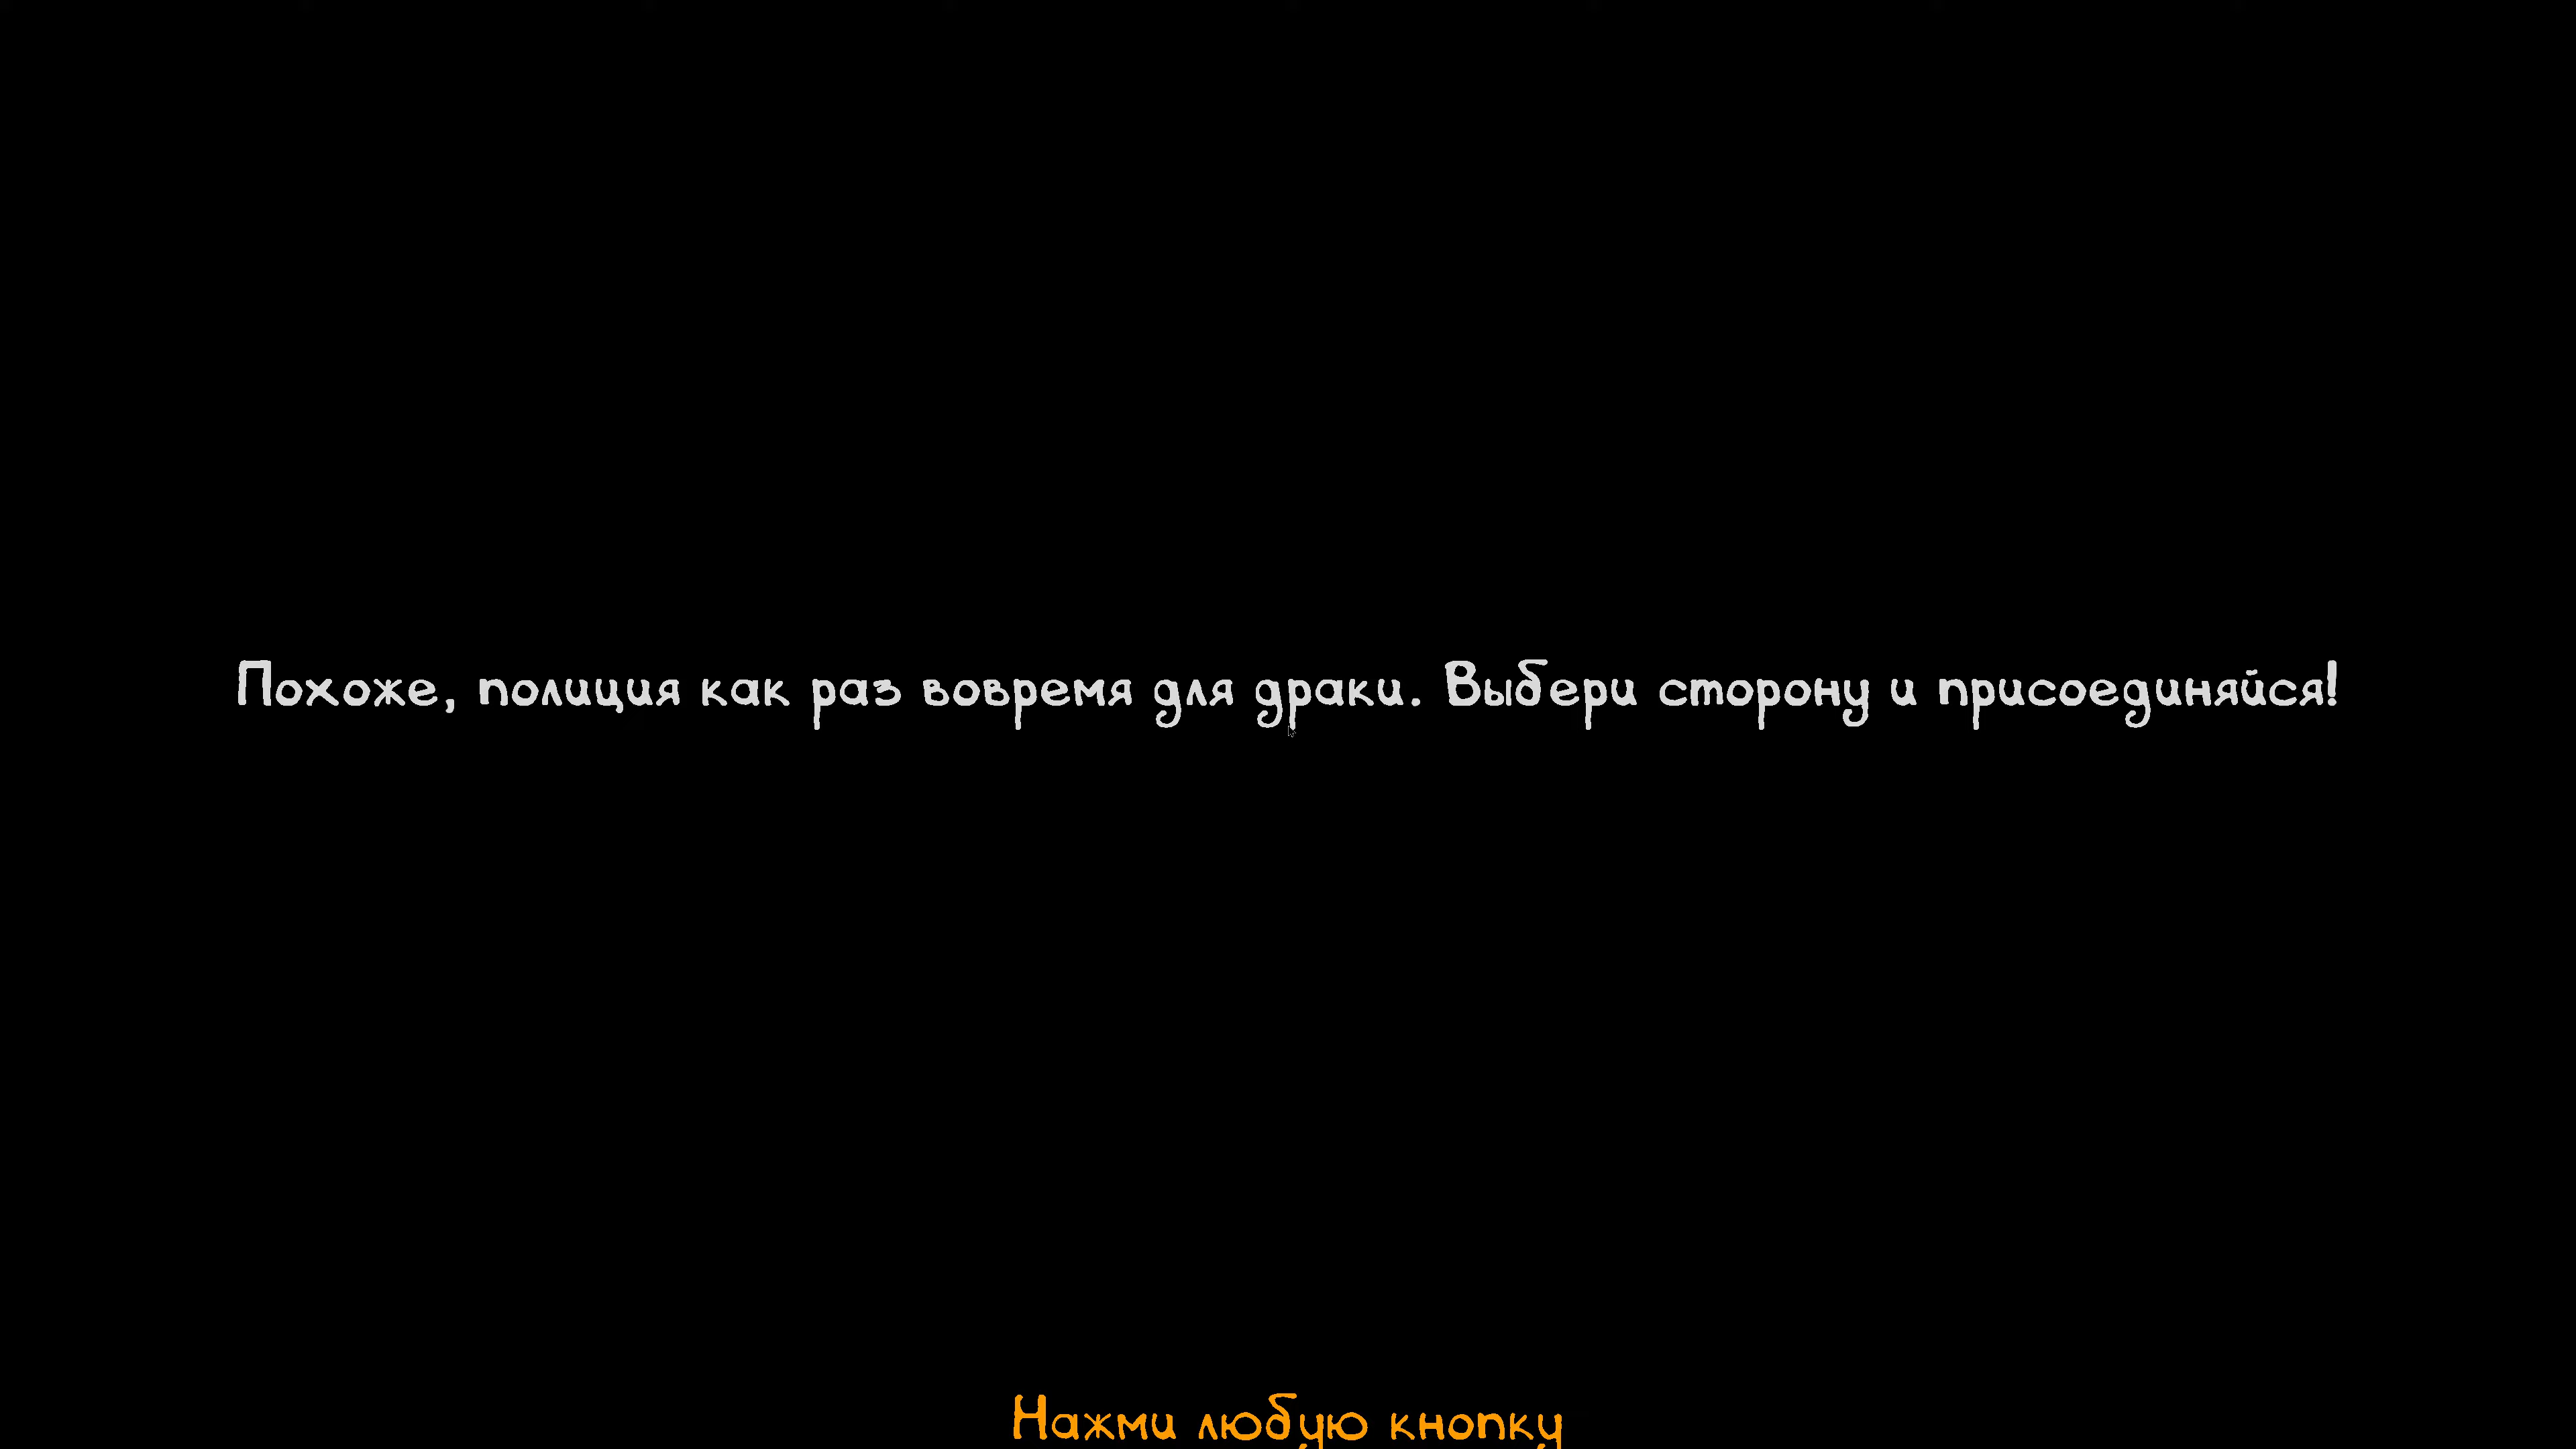 Похоже, полиция как раз вовремя для драки. Выбери сторону и присоединяйся!
Нажми любую кнопку